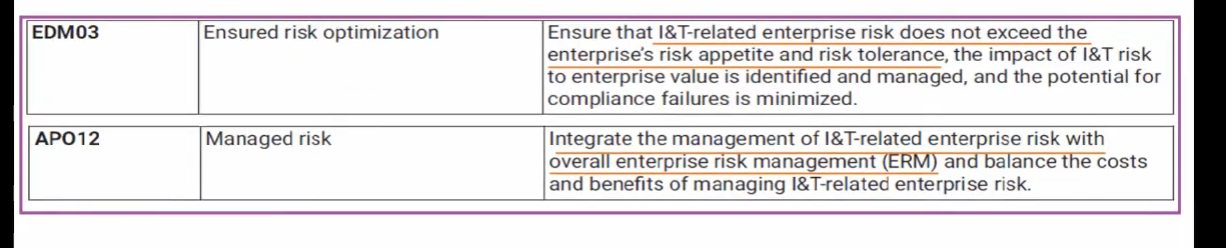 EDM03 Ensured risk optimization Ensure that I&T-related enterprise risk does not exceed the
enterprise's risk appetite and risk tolerance, the impact of I&T risk
to enterprise value is identified and managed, and the potential for
compliance failures is minimized.
APO12 Managed risk Integrate the management of I&T-related enterprise risk with
overall enterprise risk management (ERM) and balance the costs
and benefits of managing I&T-related enterprise risk.